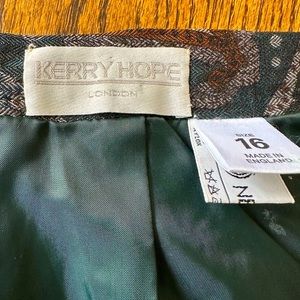 KERRY HOPE
LONDON
SIZE
16
MADE IN
ENGLAND